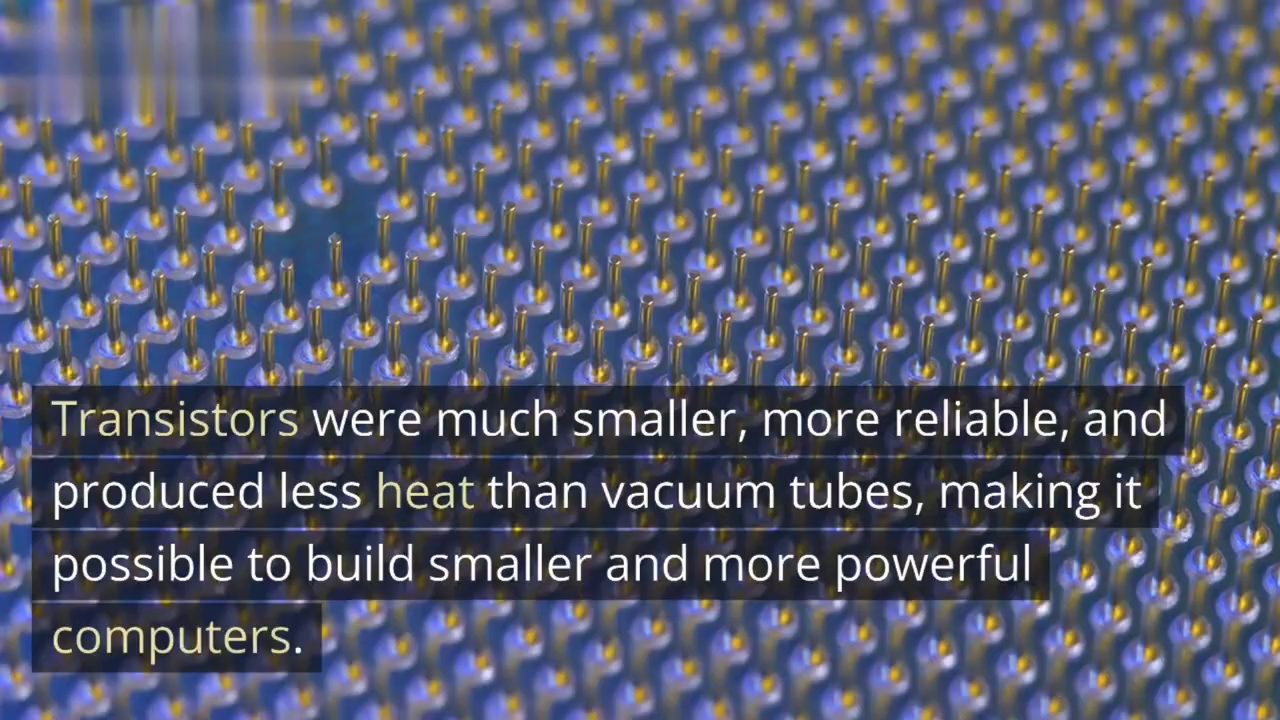 Transistors were much smaller, more reliable, and
produced less heat than vacuum tubes, making it
possible to build smaller and more powerful
computers.